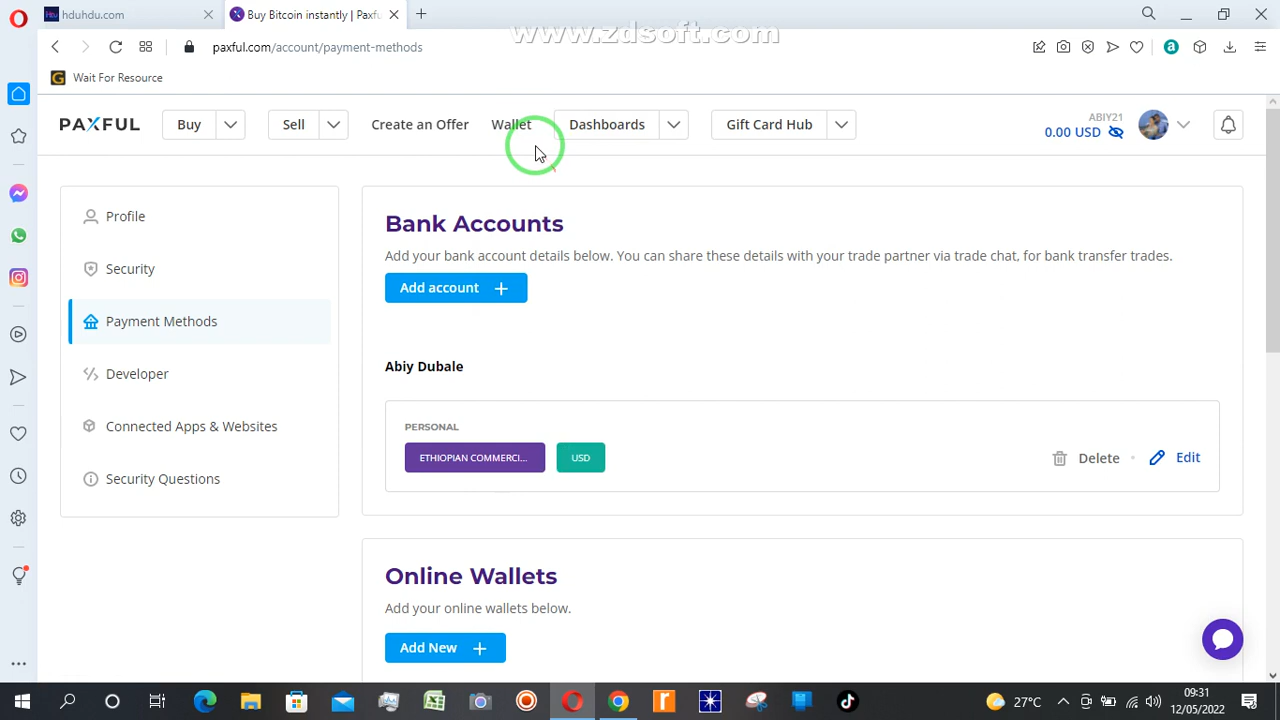 hduhdu.com
Buy Bitcoin instantly | Paxfu
www.zdsoft.com
paxful.com/account/payment-methods
Wait For Resource
PAXFUL
Buy
Sell
Create an Offer
Wallet
Dashboards
Gift Card Hub
ABIY21
0.00 USD
Profile
Security
Payment Methods
Developer
Connected Apps & Websites
Security Questions
Bank Accounts
Add your bank account details below. You can share these details with your trade partner via trade chat, for bank transfer trades.
Add account
Abiy Dubale
PERSONAL
ETHIOPIAN COMMERCI...
USD
Delete
Edit
Online Wallets
Add your online wallets below.
Add New
27°C
09:31
12/05/2022